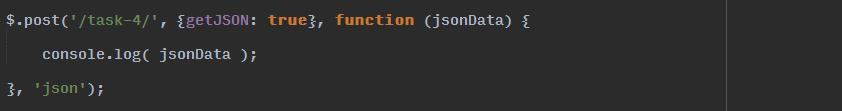 $.post('/task-4/', {getJSON: true}, function (jsonData) {
    console.log( jsonData );
}, 'json');